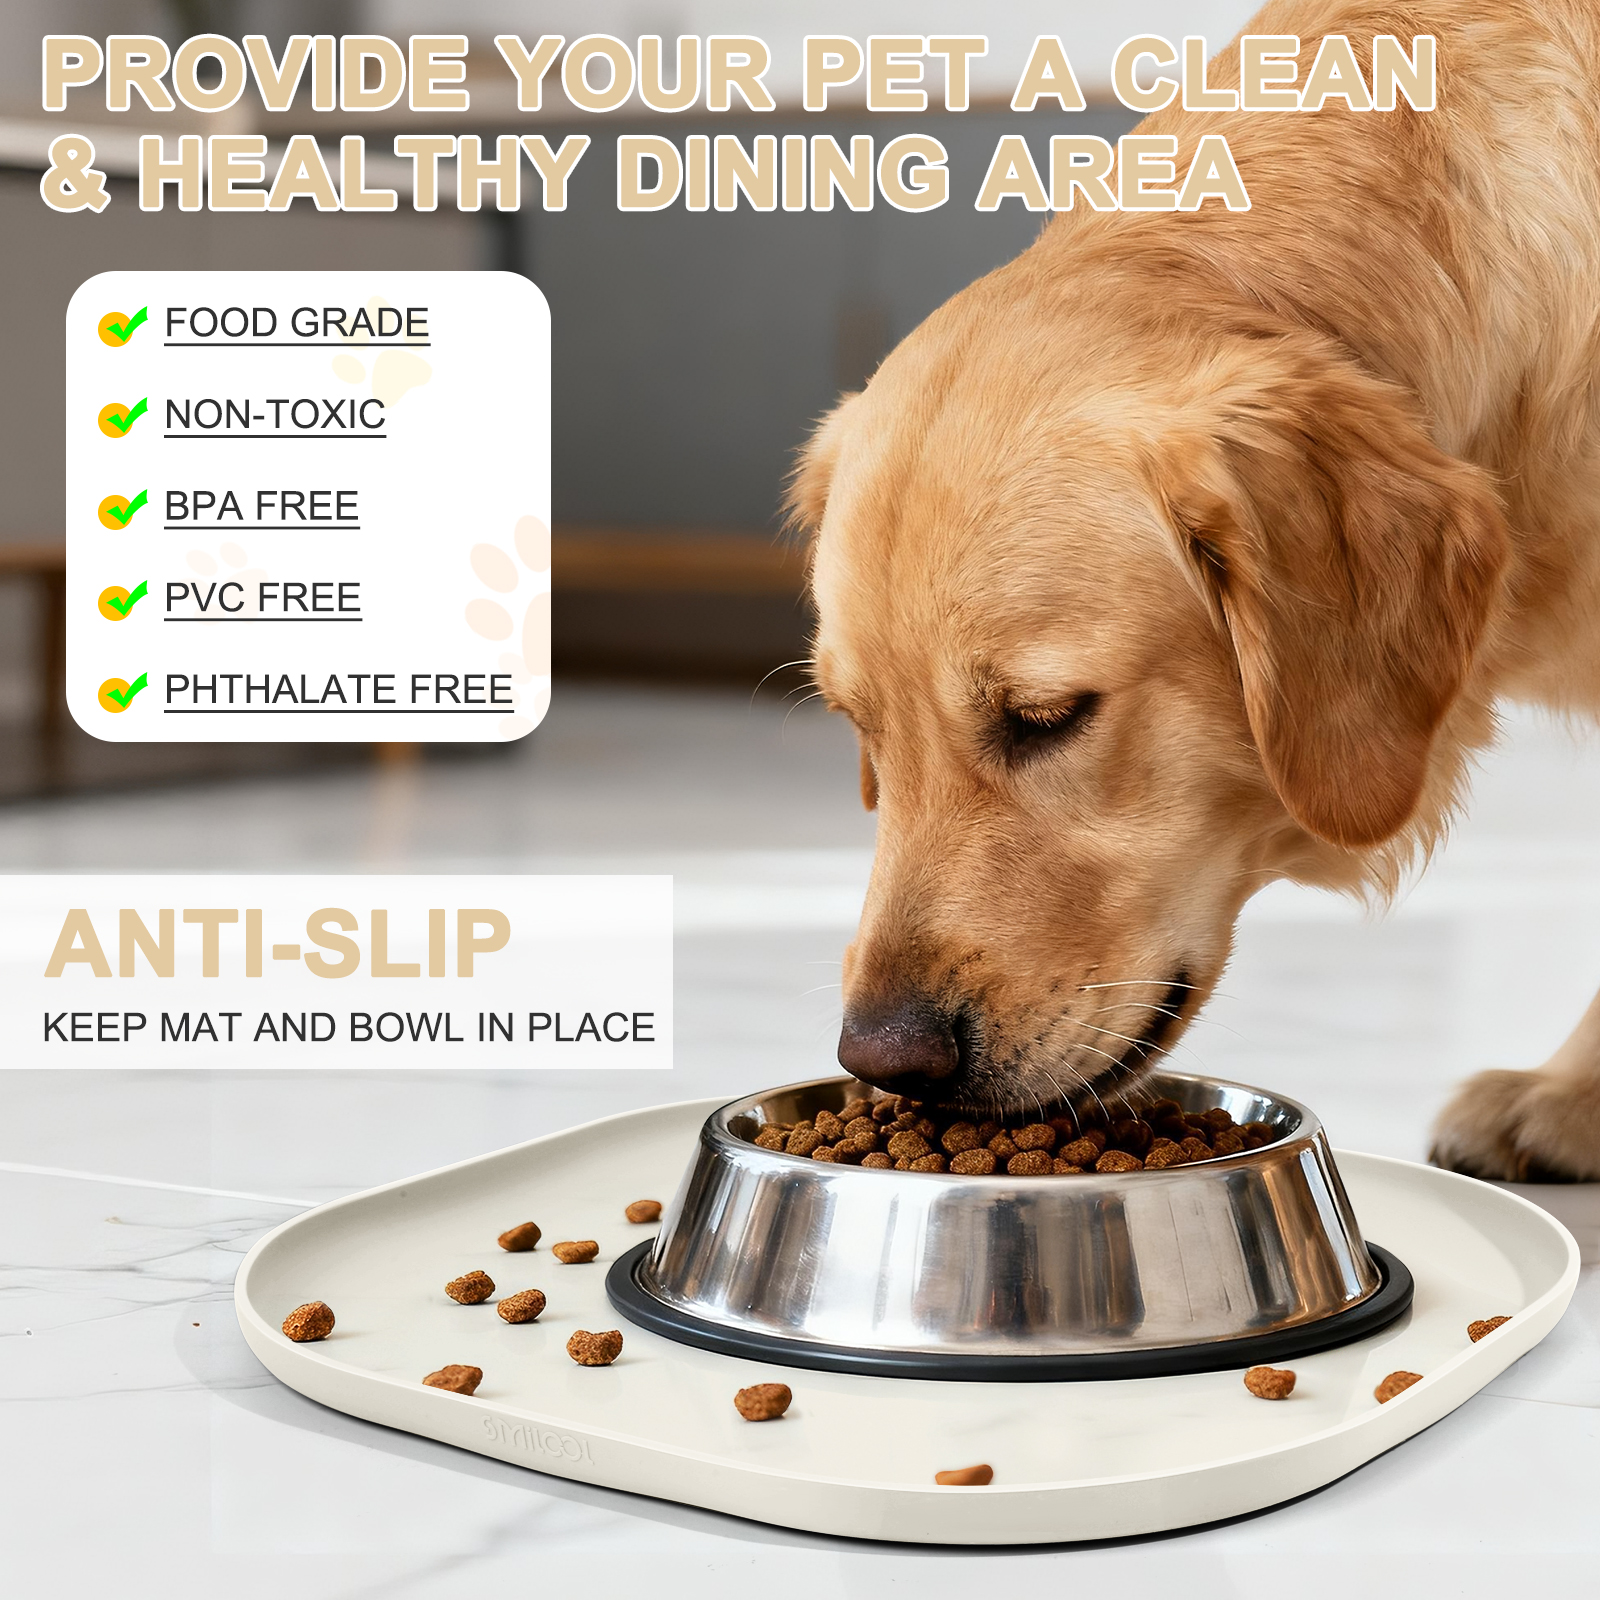 PROVIDE YOUR PET A CLEAN
& HEALTHY DINING AREA
FOOD GRADE
NON-TOXIC
BPA FREE
PVC FREE
PHTHALATE FREE
ANTI-SLIP
KEEP MAT AND BOWL IN PLACE